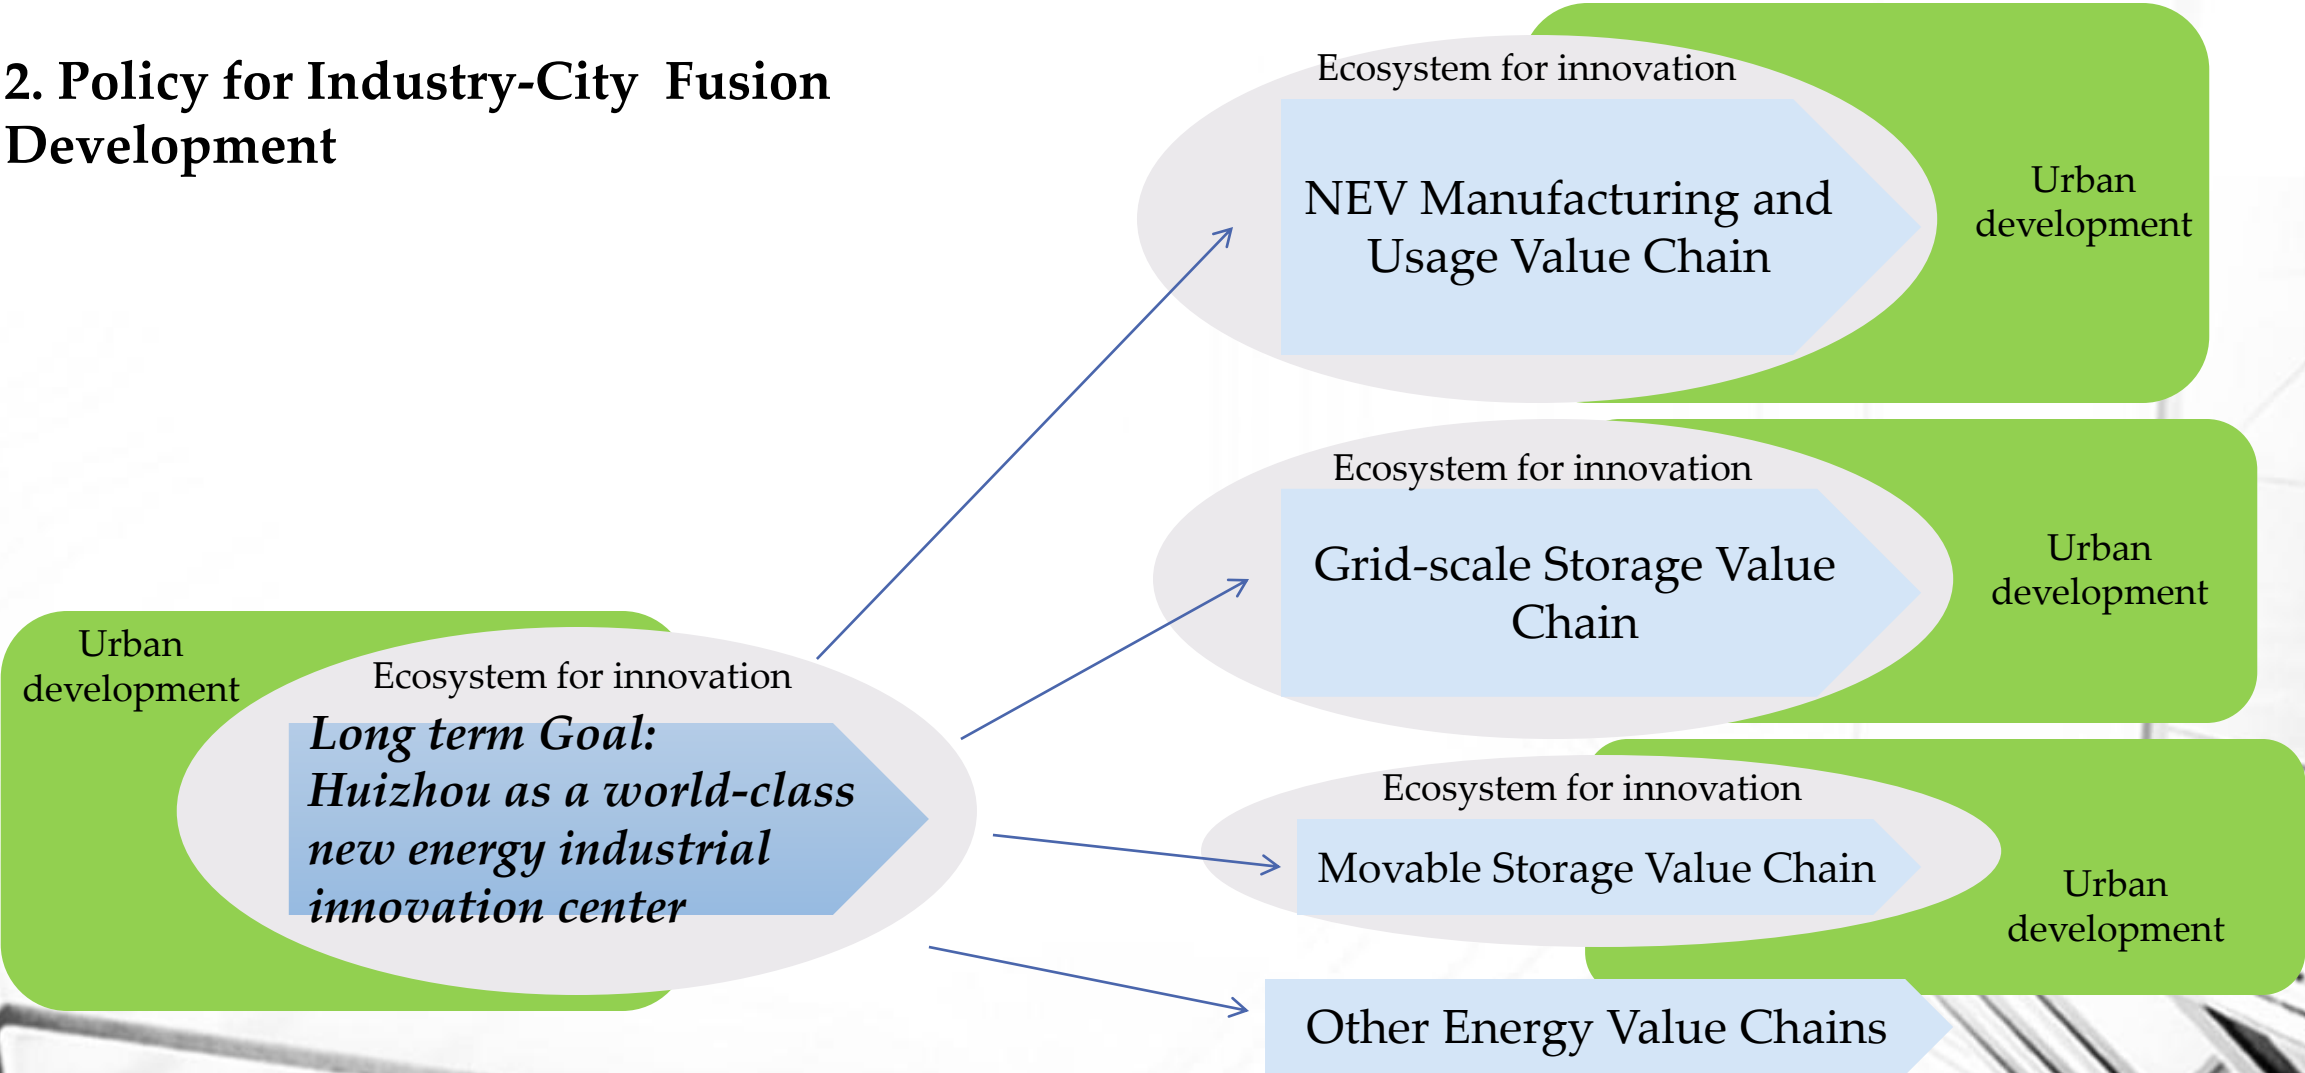 2. Policy for Industry-City Fusion
Development
Ecosystem for innovation
NEV Manufacturing and
Usage Value Chain
Urban
development
Ecosystem for innovation
Grid-scale Storage Value
Chain
Urban
development
Urban
development
Ecosystem for innovation
Long term Goal:
Huizhou as a world-class
new energy industrial
innovation center
Ecosystem for innovation
Movable Storage Value Chain
Urban
development
Other Energy Value Chains